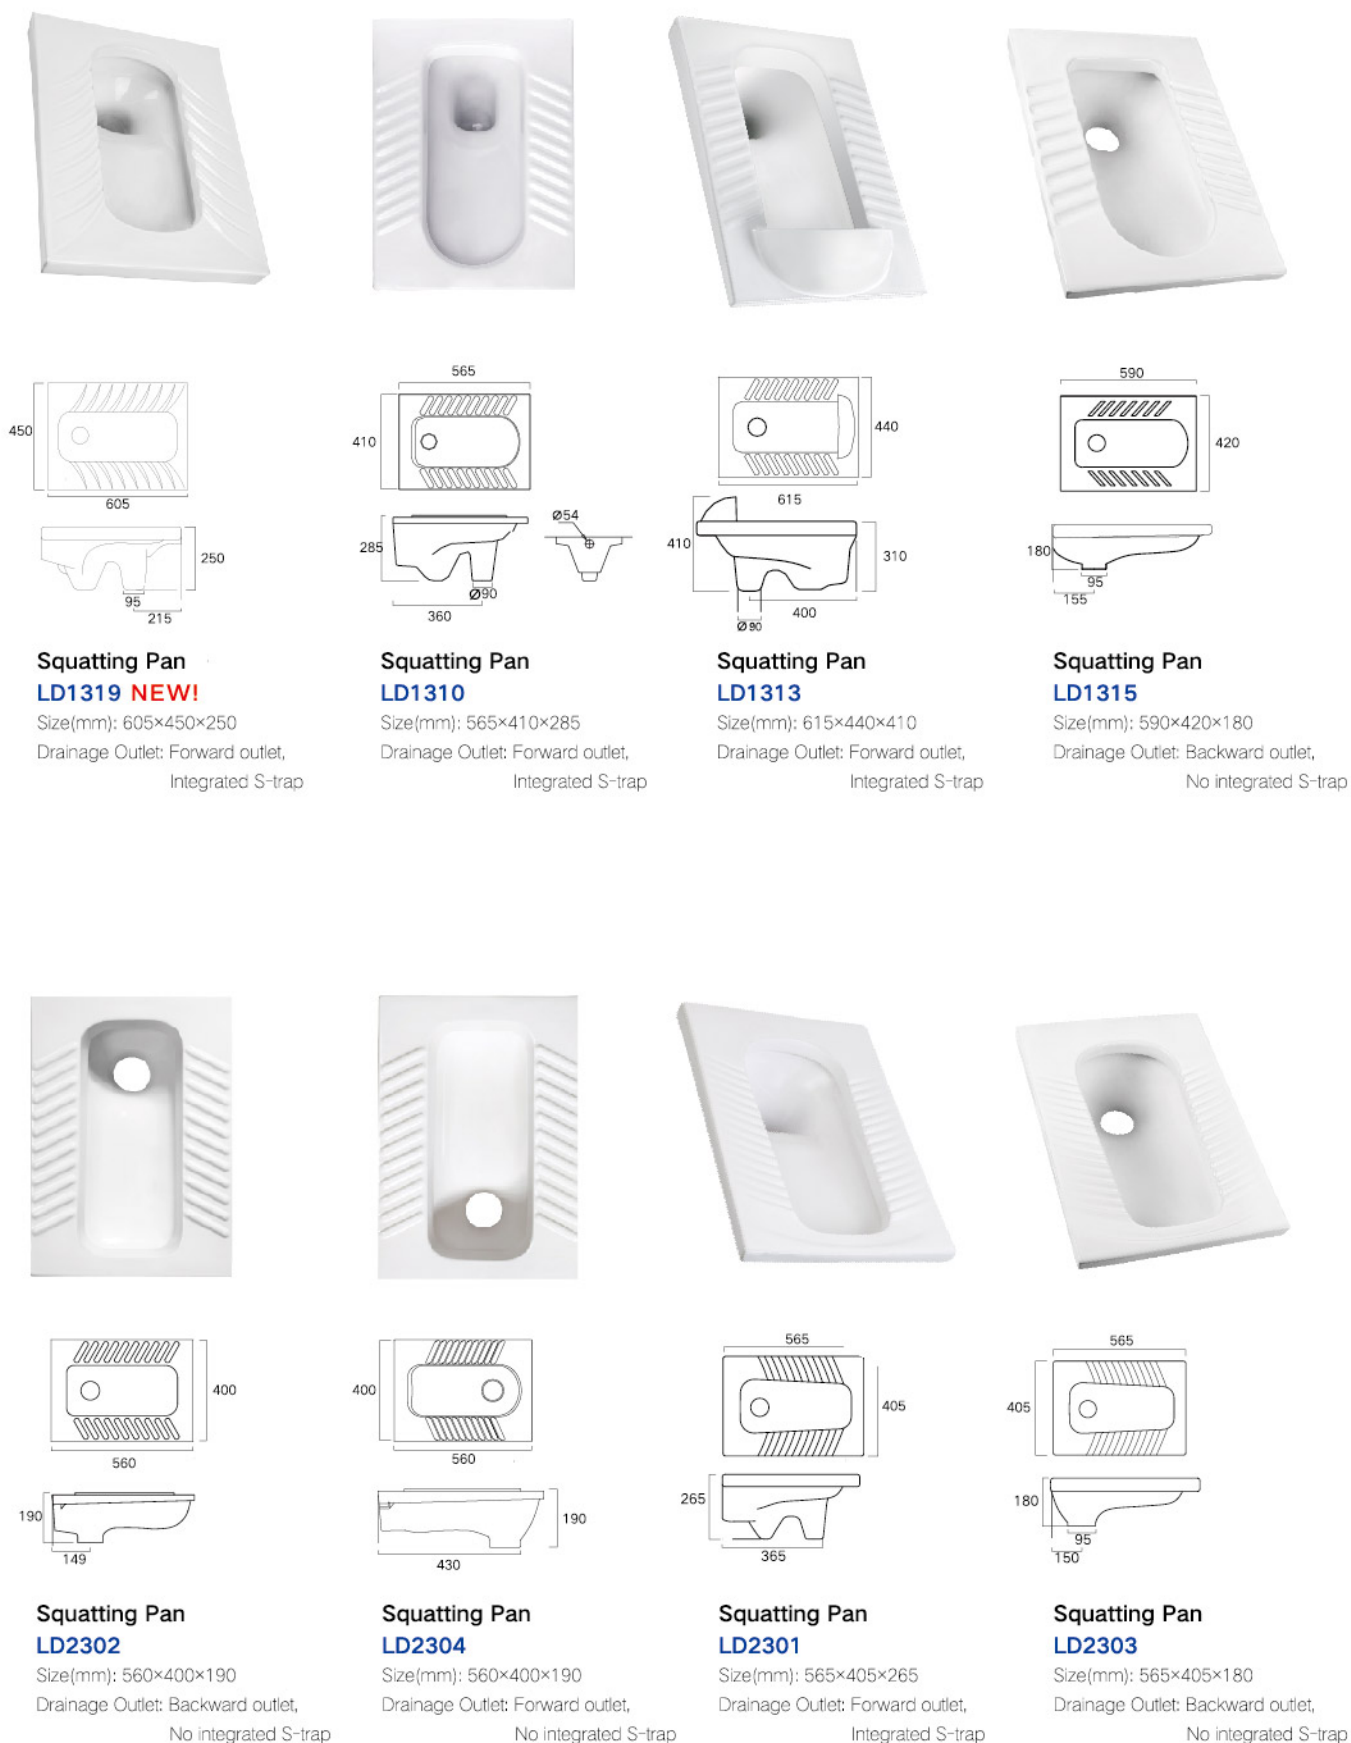 450
605
250
95
215
Squatting Pan
LD1319 NEW!
Size(mm): 605×450×250
Drainage Outlet: Forward outlet,
Integrated S-trap
565
410
285
Ø54
Ø90
360
Squatting Pan
LD1310
Size(mm): 565×410×285
Drainage Outlet: Forward outlet,
Integrated S-trap
440
615
410
310
400
Ø90
Squatting Pan
LD1313
Size(mm): 615×440×410
Drainage Outlet: Forward outlet,
Integrated S-trap
590
420
180
95
155
Squatting Pan
LD1315
Size(mm): 590×420×180
Drainage Outlet: Backward outlet,
No integrated S-trap
400
560
190
149
Squatting Pan
LD2302
Size(mm): 560×400×190
Drainage Outlet: Backward outlet,
No integrated S-trap
400
560
190
430
Squatting Pan
LD2304
Size(mm): 560×400×190
Drainage Outlet: Forward outlet,
No integrated S-trap
565
405
265
365
Squatting Pan
LD2301
Size(mm): 565×405×265
Drainage Outlet: Forward outlet,
Integrated S-trap
565
405
180
95
150
Squatting Pan
LD2303
Size(mm): 565×405×180
Drainage Outlet: Backward outlet,
No integrated S-trap